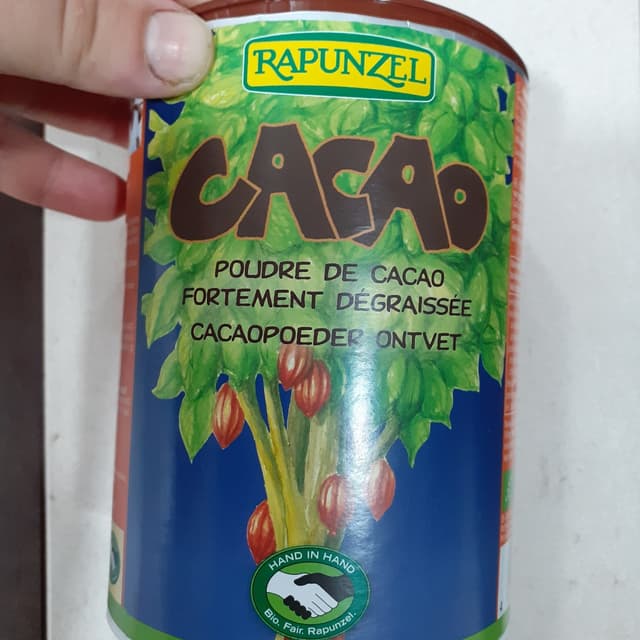 RAPUNZEL
CACAO
POUDRE DE CACAO
FORTEMENT DÉGRAISSÉE
CACAOPOEDER ONTVET
HAND IN HAND
Bio. Fair. Rapunzel.